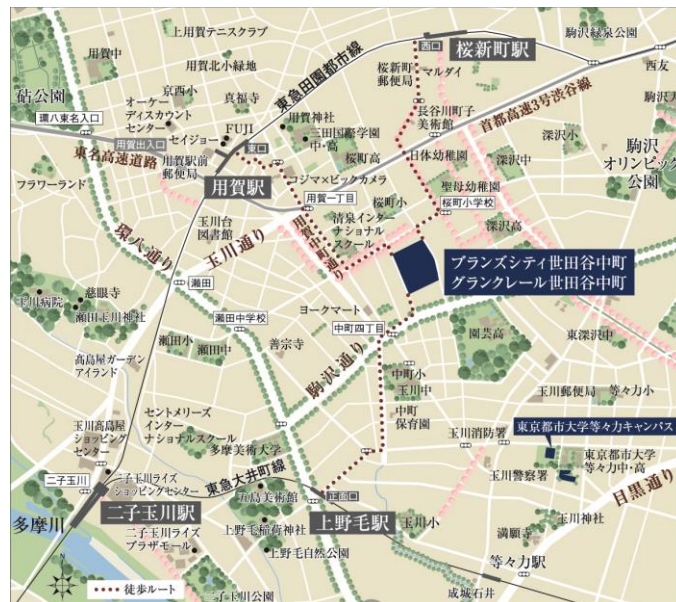 上用賀テニスクラブ
駒沢緑泉公園
用賀中
西口
桜新町駅
西友
用賀北小緑地
東急田園都市線
桜新町
郵便局
マルダイ
砧公園
京西小
真福寺
首都高速3号渋谷線
オーケー
ディスカウント
センター
用賀神社
長谷川町子
美術館
環八東名入口
FUJI
三田国際学園
中・高
深沢小
駒沢
オリンピック
公園
用賀出入口
セイジョー
東口
日体幼稚園
深沢中
東名高速道路
用賀駅前
郵便局
桜町高
コジマ×ビックカメラ
聖母幼稚園
フラワーランド
用賀駅
用賀一丁目
桜町小
桜町小学校
玉川台
図書館
清泉インター
ナショナル
スクール
深沢高
環八通り
玉川通り
用賀中町通り
ブランズシティ世田谷中町
グランクレール世田谷中町
瀬田
玉川病院
慈眼寺
瀬田玉川神社
瀬田中学校
ヨークマート
中町四丁目
園芸高
東深沢中
瀬田小
瀬田中
善宗寺
駒沢通り
髙島屋ガーデン
アイランド
中町小
玉川中
玉川郵便局
等々力小
中町
保育園
玉川髙島屋
ショッピング
センター
セントメリーズ
インター
ナショナルスクール
玉川消防署
東京都市大学等々力キャンパス
多摩美術大学
東京都市大学
等々力中・高
二子玉川
二子玉川ライズ
ショッピングセンター
東急大井町線
玉川警察署
目黒通り
五島美術館
正面口
二子玉川駅
上野毛駅
多摩川
玉川小
玉川神社
二子玉川ライズ
プラザモール
上野毛稲荷神社
満願寺
上野毛自然公園
等々力駅
N
徒歩ルート
二子玉川公園
成城石井